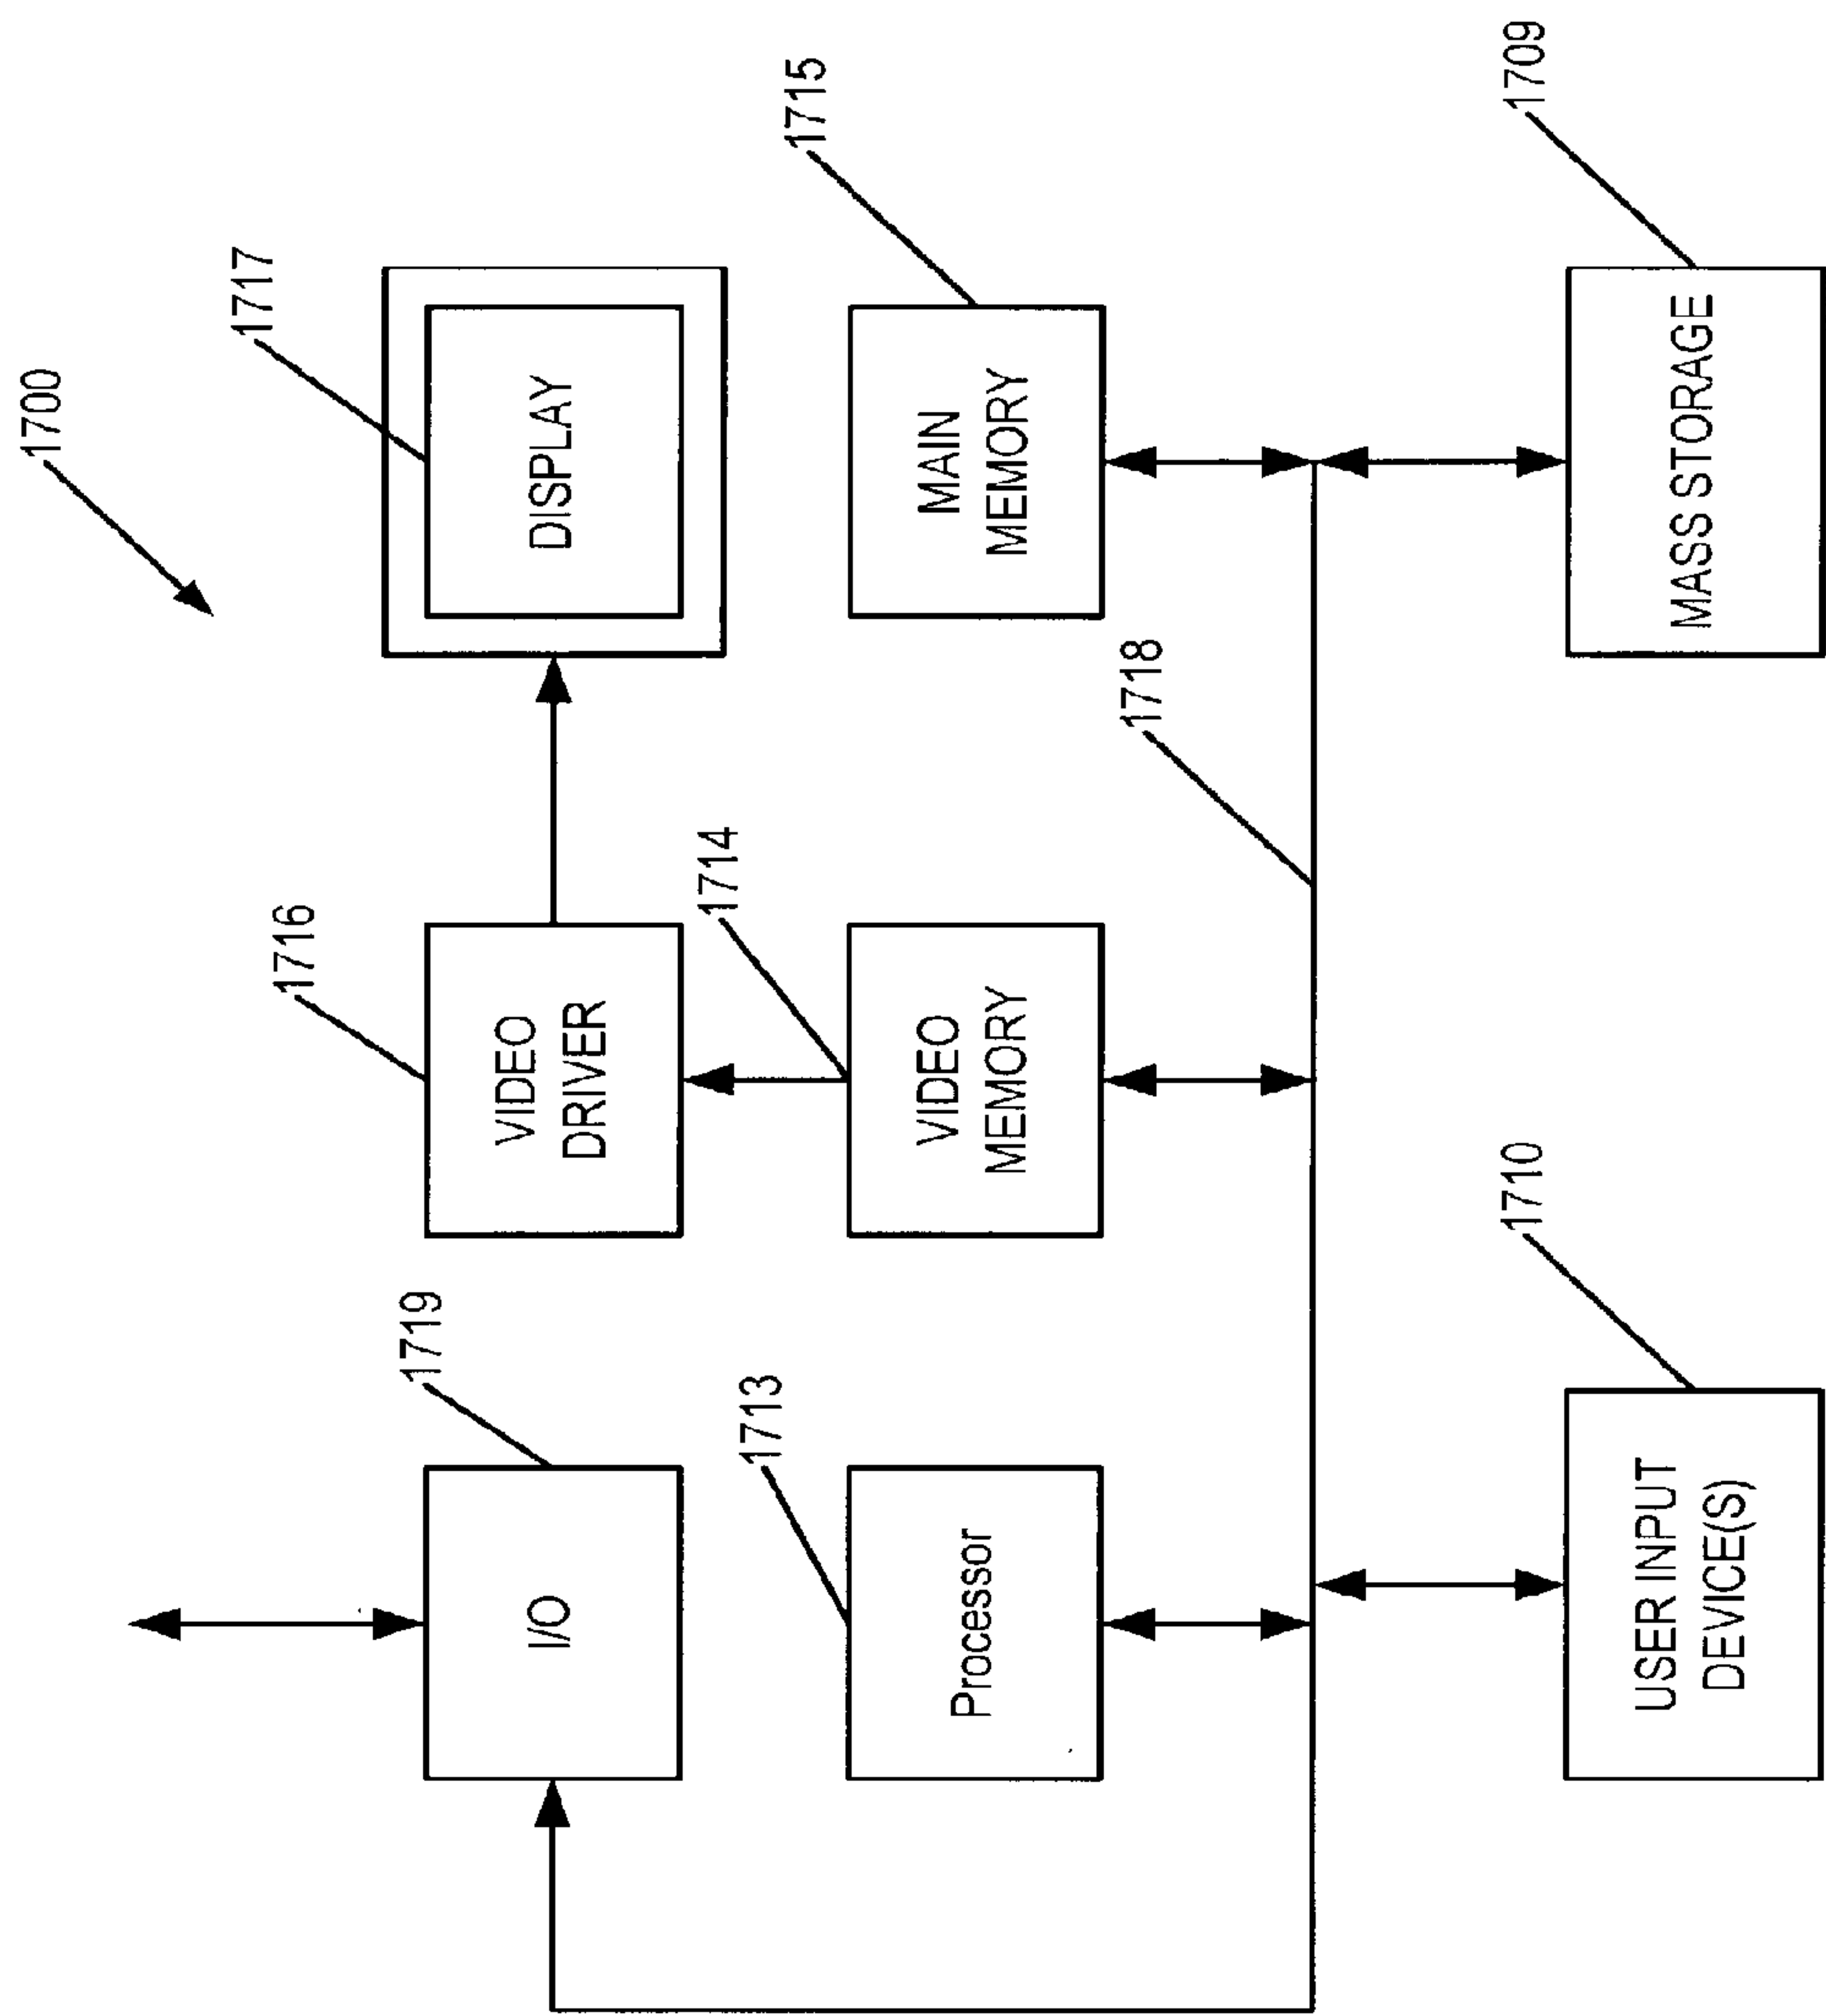 1700
1717
DISPLAY
1715
MAIN
MEMORY
1709
MASS STORAGE
1716
VIDEO
DRIVER
1714
VIDEO
MEMORY
1718
1719
I/O
1713
Processor
1710
USER INPUT
DEVICE(S)